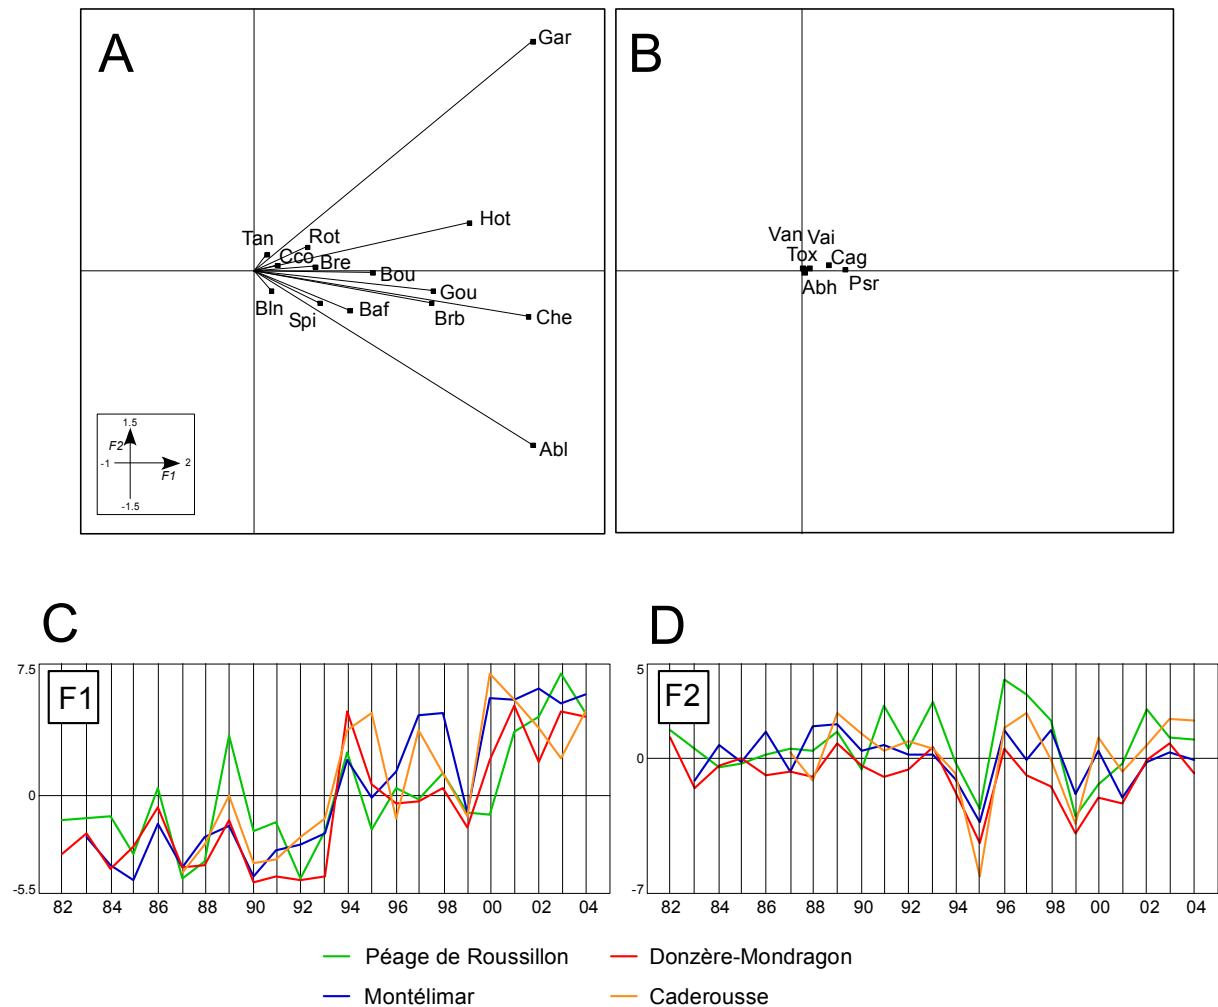 A
Gar
Hot
Tan
Rot
Cco
Bre
Bou
Gou
Bln
Spi
Baf
Brb
Che
Abl
1.5
F2
-1
2
F1
-1.5
B
Van
Vai
Tox
Cag
Abh
Psr
C
7.5
F1
0
-5.5
82 84 86 88 90 92 94 96 98 00 02 04
D
5
F2
0
-7
82 84 86 88 90 92 94 96 98 00 02 04
Péage de Roussillon
Donzère-Mondragon
Montélimar
Caderousse